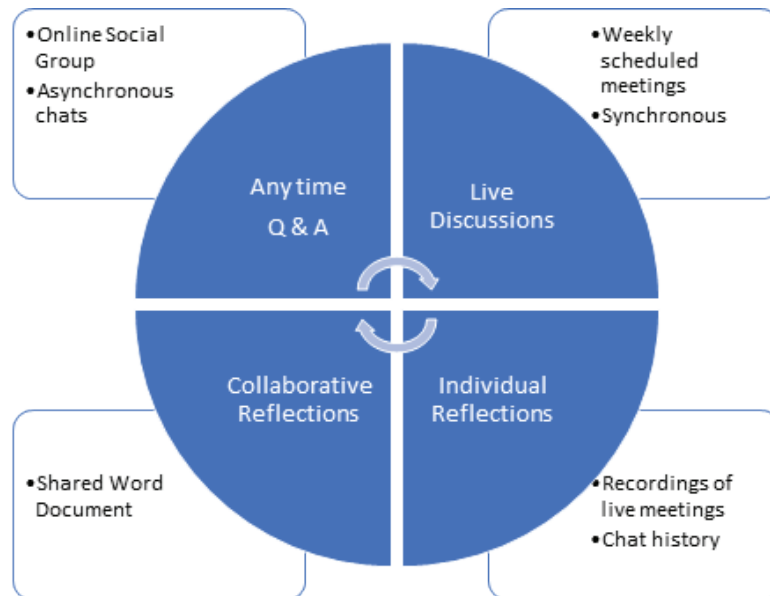 •Online Social
Group
•Asynchronous
chats
•Weekly
scheduled
meetings
•Synchronous
Any time
Q & A
Live
Discussions
Collaborative
Reflections
Individual
Reflections
•Shared Word
Document
•Recordings of
live meetings
•Chat history